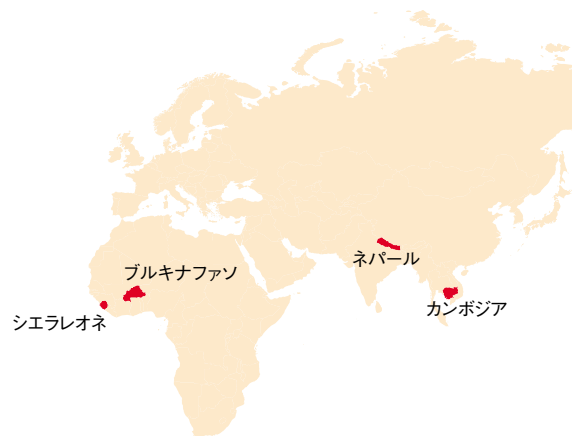 ネパール
ブルキナファソ
カンボジア
シエラレオネ